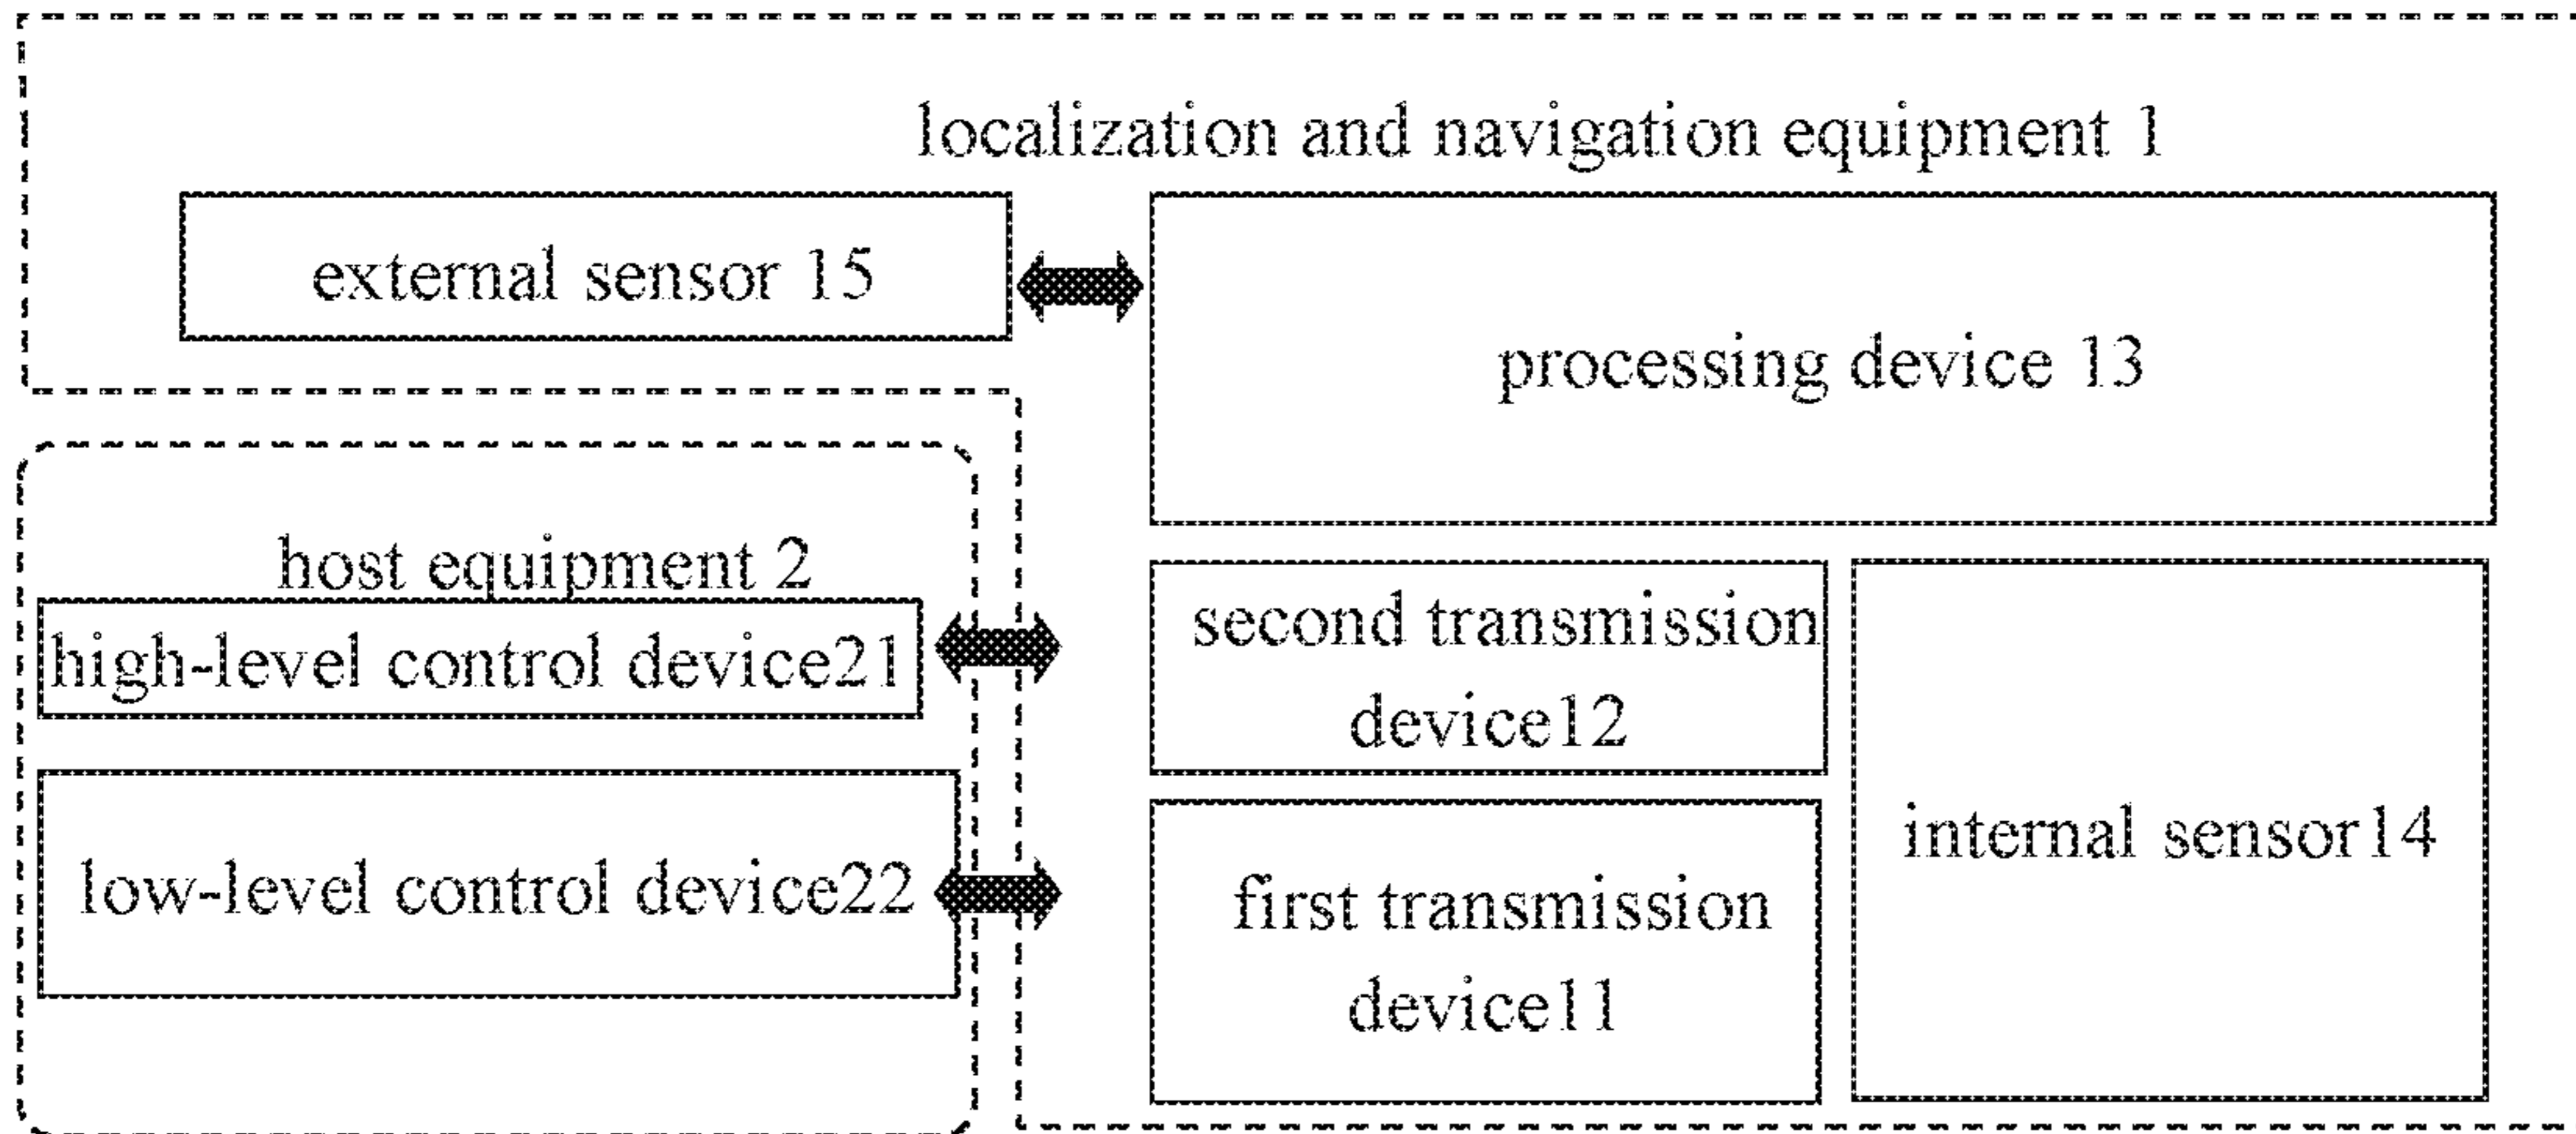 localization and navigation equipment 1
external sensor 15
processing device 13
host equipment 2
high-level control device21
low-level control device22
second transmission
device12
first transmission
device11
internal sensor14